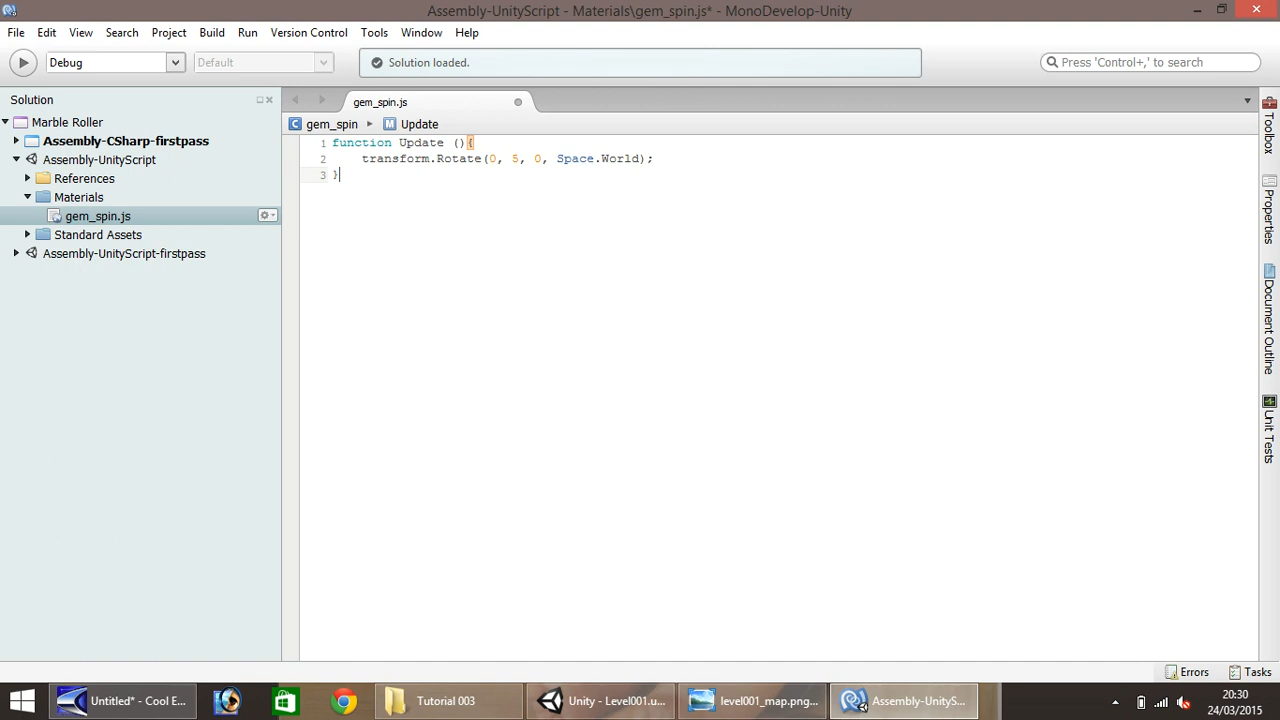 Assembly-UnityScript - Materials\gem_spin.js* - MonoDevelop-Unity
File Edit View Search Project Build Run Version Control Tools Window Help
Debug Default Solution loaded. Press 'Control+,' to search
Solution
Marble Roller
Assembly-CSharp-firstpass
Assembly-UnityScript
References
Materials
gem_spin.js
Standard Assets
Assembly-UnityScript-firstpass
gem_spin.js
gem_spin Update
1 function Update (){
2 transform.Rotate(0, 5, 0, Space.World);
3 }
Toolbox
Properties
Document Outline
Unit Tests
Errors Tasks
Untitled* - Cool E...
Tutorial 003
Unity - Level001.u...
level001_map.png...
Assembly-UnityS...
20:30
24/03/2015